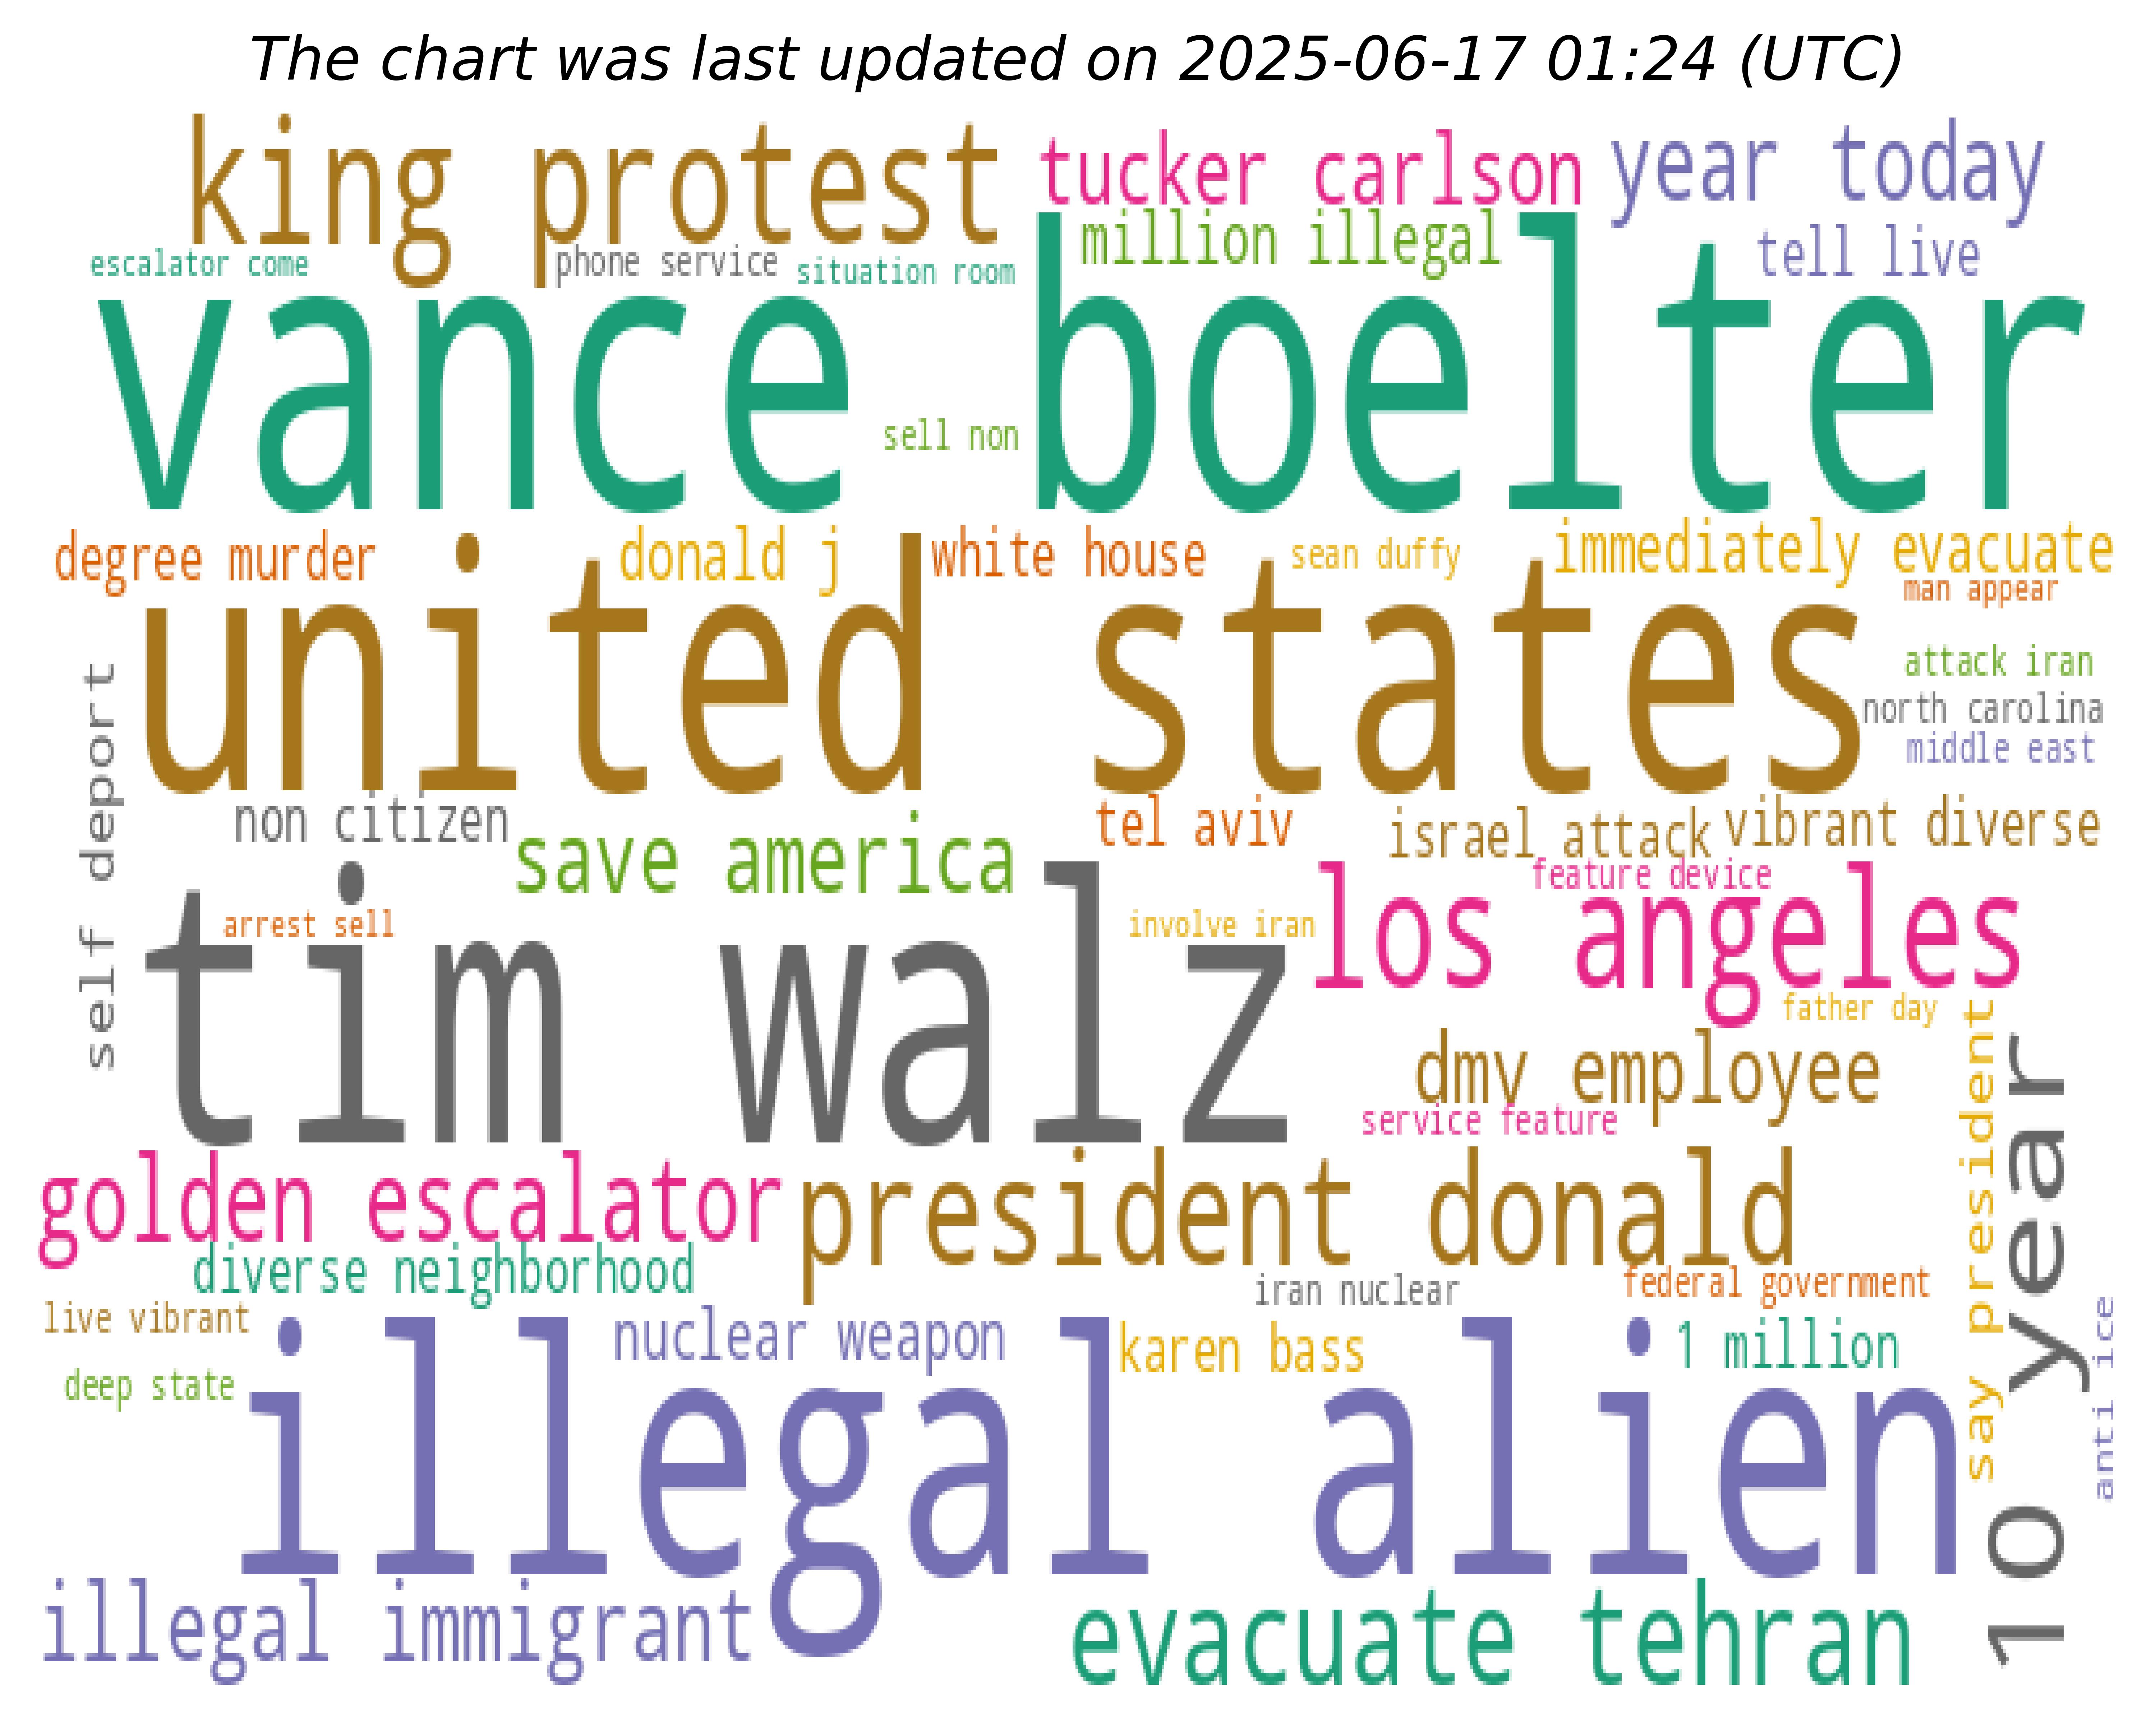 The chart was last updated on 2025-06-17 01:24 (UTC)
king protest
tucker carlson
year today
million illegal
tell live
escalator come
phone service
situation room
vance boelter
sell non
degree murder
donald j
white house
sean duffy
immediately evacuate
man appear
united states
attack iran
north carolina
middle east
self deport
non citizen
save america
tel aviv
israel attack
vibrant diverse
feature device
los angeles
arrest sell
involve iran
tim walz
father day
dmv employee
service feature
say president
10 year
golden escalator
president donald
diverse neighborhood
iran nuclear
federal government
live vibrant
nuclear weapon
karen bass
1 million
anti ice
deep state
illegal alien
illegal immigrant
evacuate tehran